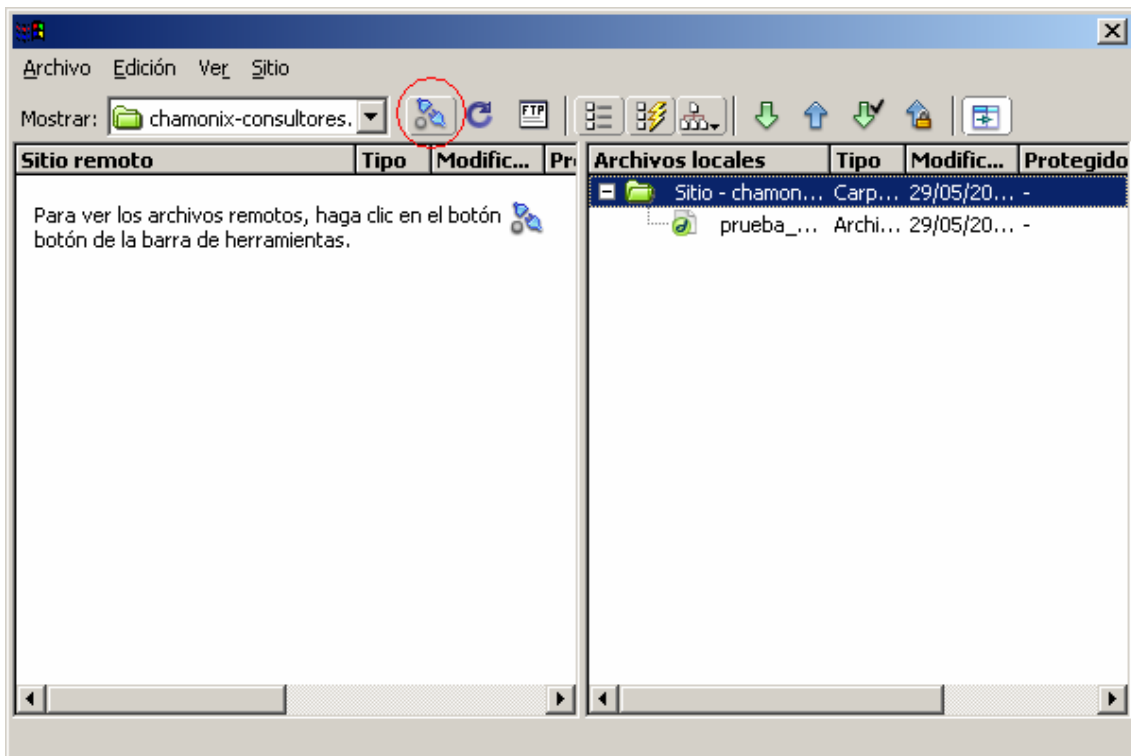 Archivo Edición Ver Sitio
Mostrar: chamonix-consultores. FTP
Sitio remoto Tipo Modific... Pr
Archivos locales Tipo Modific... Protegido
Para ver los archivos remotos, haga clic en el botón
botón de la barra de herramientas.
Sitio - chamon... Carp... 29/05/20... -
prueba_... Archi... 29/05/20... -